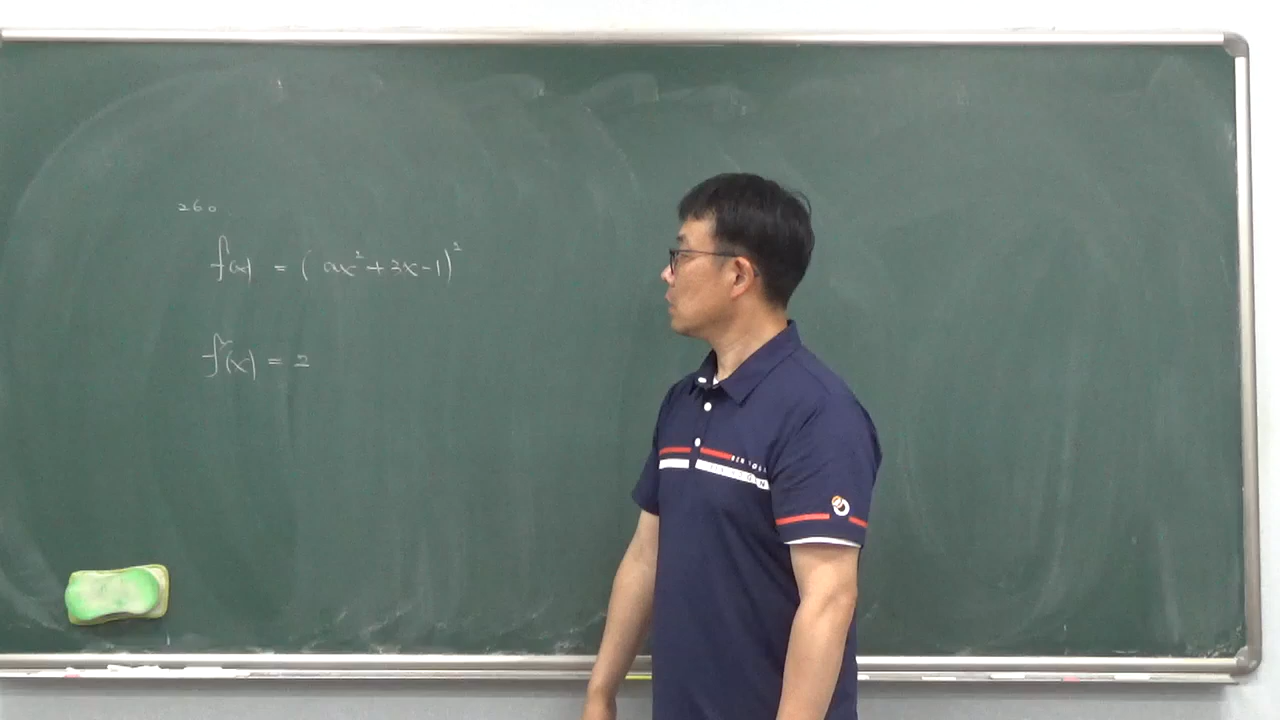 260
f(x) = (ax² + 3x - 1)²
f'(x) = 2